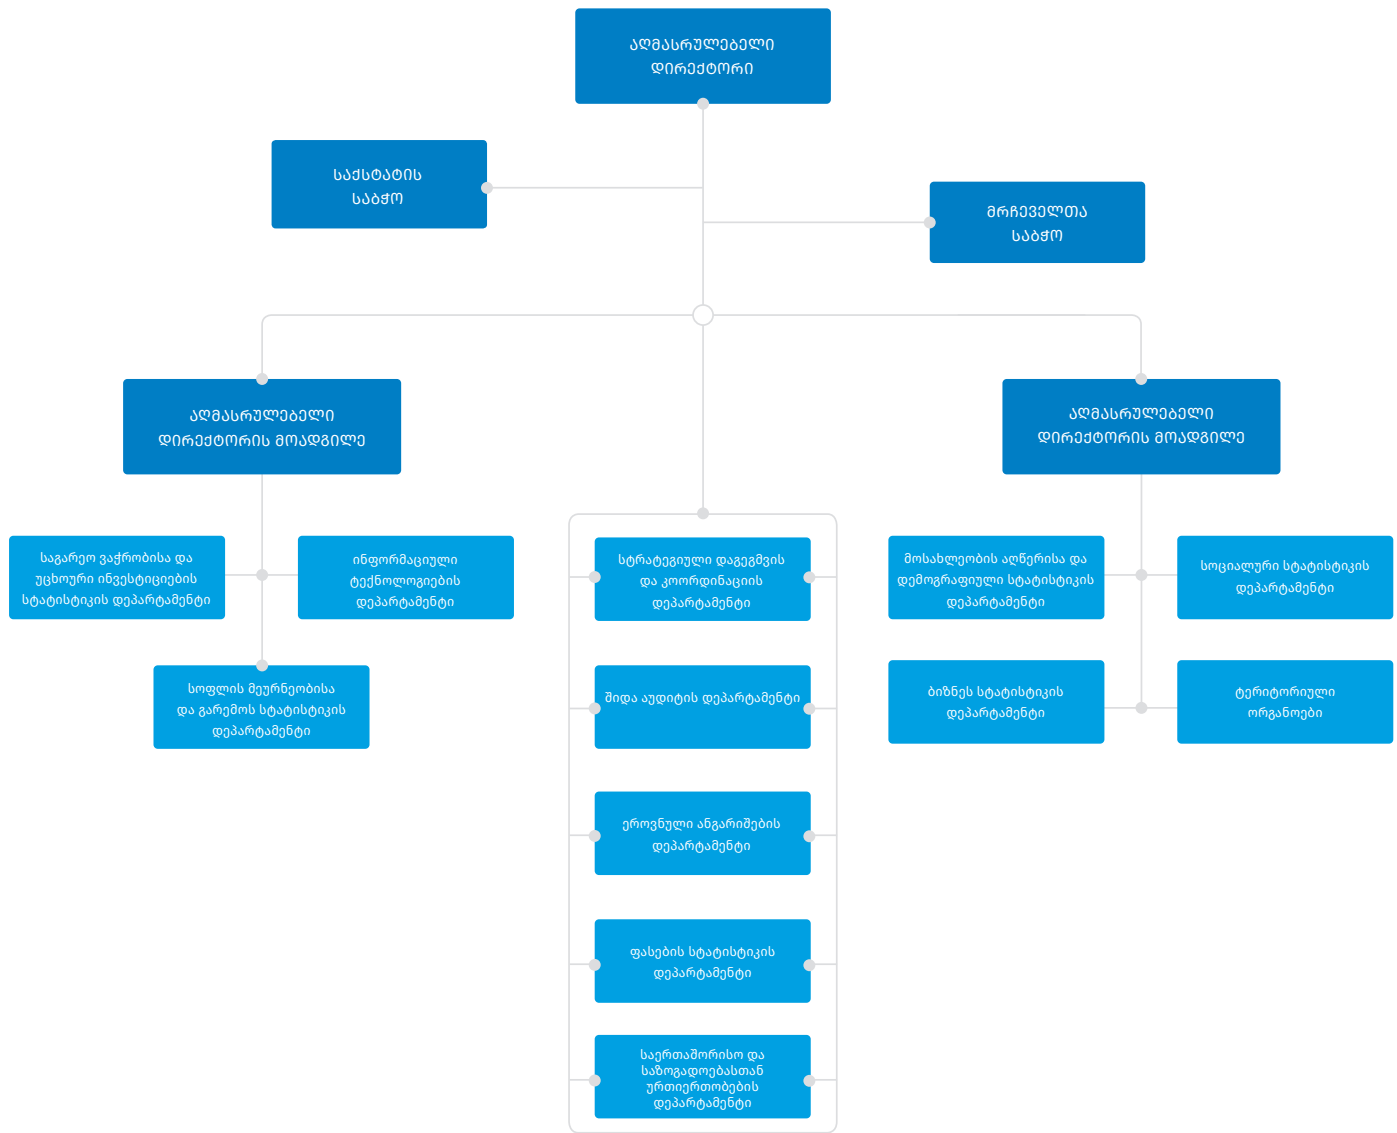 აღმასრულებელი
დირექტორი
საქსტატის
საბჭო
მრჩეველთა
საბჭო
აღმასრულებელი
დირექტორის მოადგილე
აღმასრულებელი
დირექტორის მოადგილე
საგარეო ვაჭრობისა და
უცხოური ინვესტიციების
სტატისტიკის დეპარტამენტი
ინფორმაციული
ტექნოლოგიების
დეპარტამენტი
სოფლის მეურნეობისა
და გარემოს სტატისტიკის
დეპარტამენტი
სტრატეგიული დაგეგმვის
და კოორდინაციის
დეპარტამენტი
შიდა აუდიტის დეპარტამენტი
ეროვნული ანგარიშების
დეპარტამენტი
ფასების სტატისტიკის
დეპარტამენტი
საერთაშორისო და
საზოგადოებასთან
ურთიერთობების
დეპარტამენტი
მოსახლეობის აღწერისა და
დემოგრაფიული სტატისტიკის
დეპარტამენტი
სოციალური სტატისტიკის
დეპარტამენტი
ბიზნეს სტატისტიკის
დეპარტამენტი
ტერიტორიული
ორგანოები